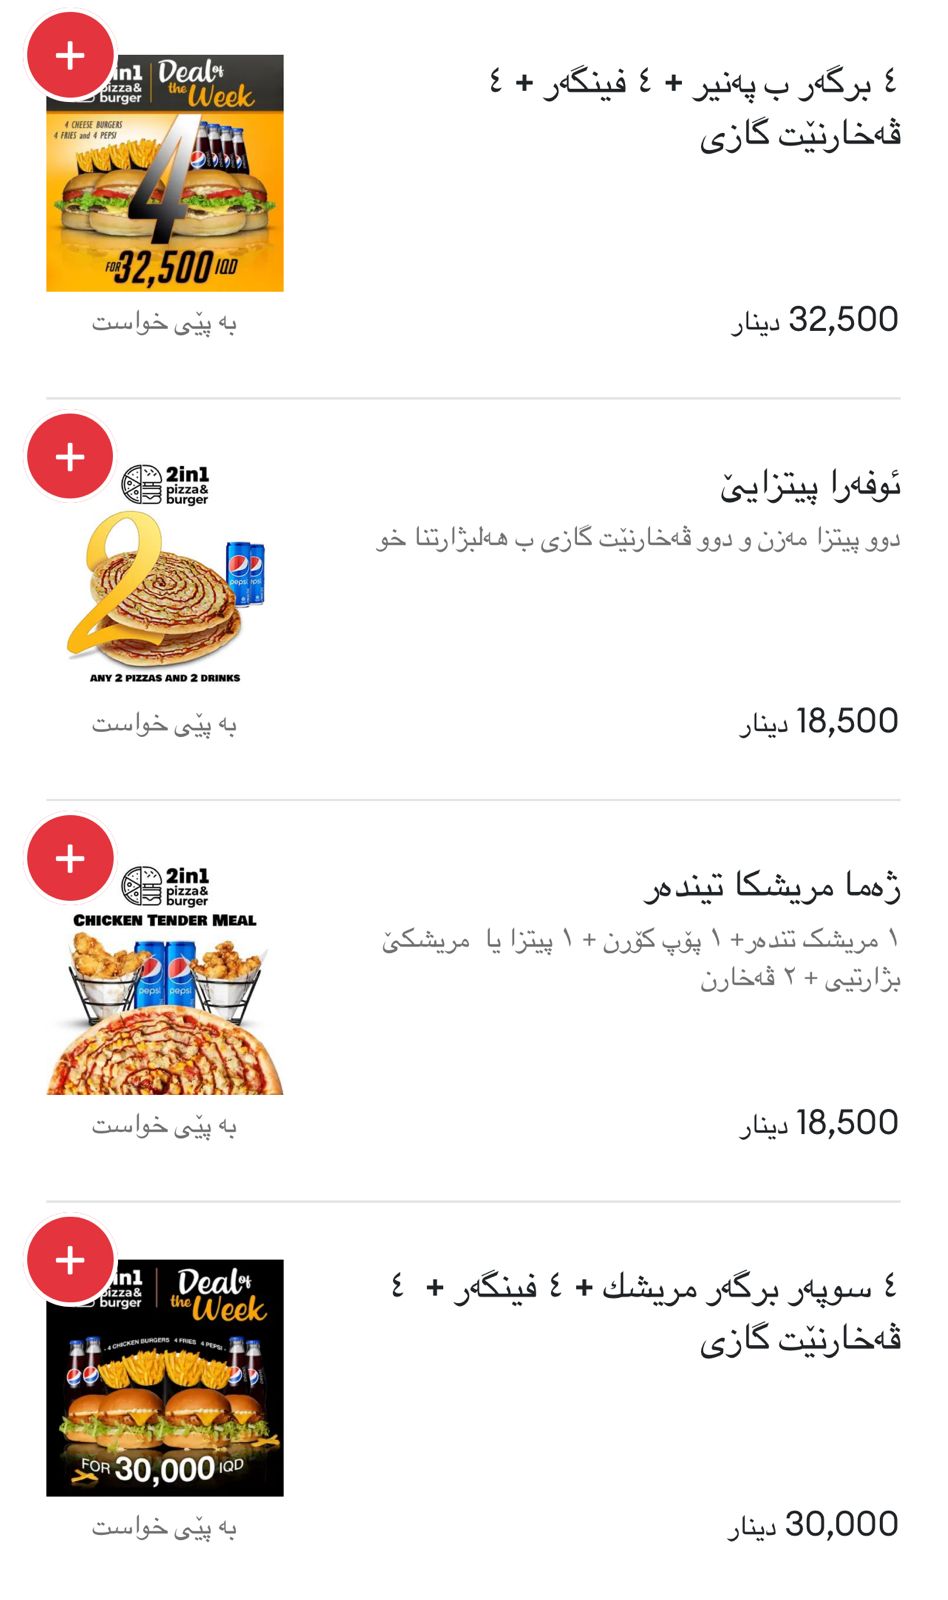 ٤ برگەر ب پەنیر + ٤ فینگەر + ٤
ڤەخارنێت گازی
2in1
pizza&
burger
Deal of
the Week
4 CHEESE BURGERS
4 FRIES and 4 PEPSI
4
FOR 32,500 IQD
32,500 دینار
بە پێی خواست
ئوفەرا پیتزایێ
دوو پیتزا مەزن و دوو ڤەخارنێت گازی ب هەلبژارتنا خو
2in1
pizza&
burger
2
pepsi
ANY 2 PIZZAS AND 2 DRINKS
18,500 دینار
بە پێی خواست
ژەما مریشکا تیندەر
١ مریشک تندەر+ ١ پۆپ کۆرن + ١ پیتزا یا مریشکێ
بژارتیی + ٢ ڤەخارن
2in1
pizza&
burger
CHICKEN TENDER MEAL
pepsi pepsi
18,500 دینار
بە پێی خواست
٤ سوپەر برگەر مریشك + ٤ فینگەر + ٤
ڤەخارنێت گازی
in1
pizza&
burger
Deal of
the Week
4 CHICKEN BURGERS 4 FRIES 4 PEPSI
FOR 30,000 IQD
30,000 دینار
بە پێی خواست